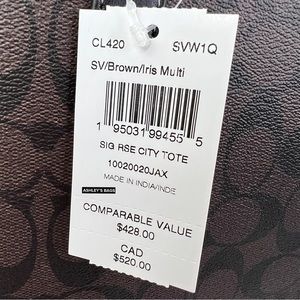 CL420 SVW1Q
SV/Brown/Iris Multi
1 95031 99455 5
SIG RSE CITY TOTE
10020020JAX
MADE IN INDIA/INDE
ASHLEY'S BAGS
COMPARABLE VALUE
$428.00
CAD
$520.00